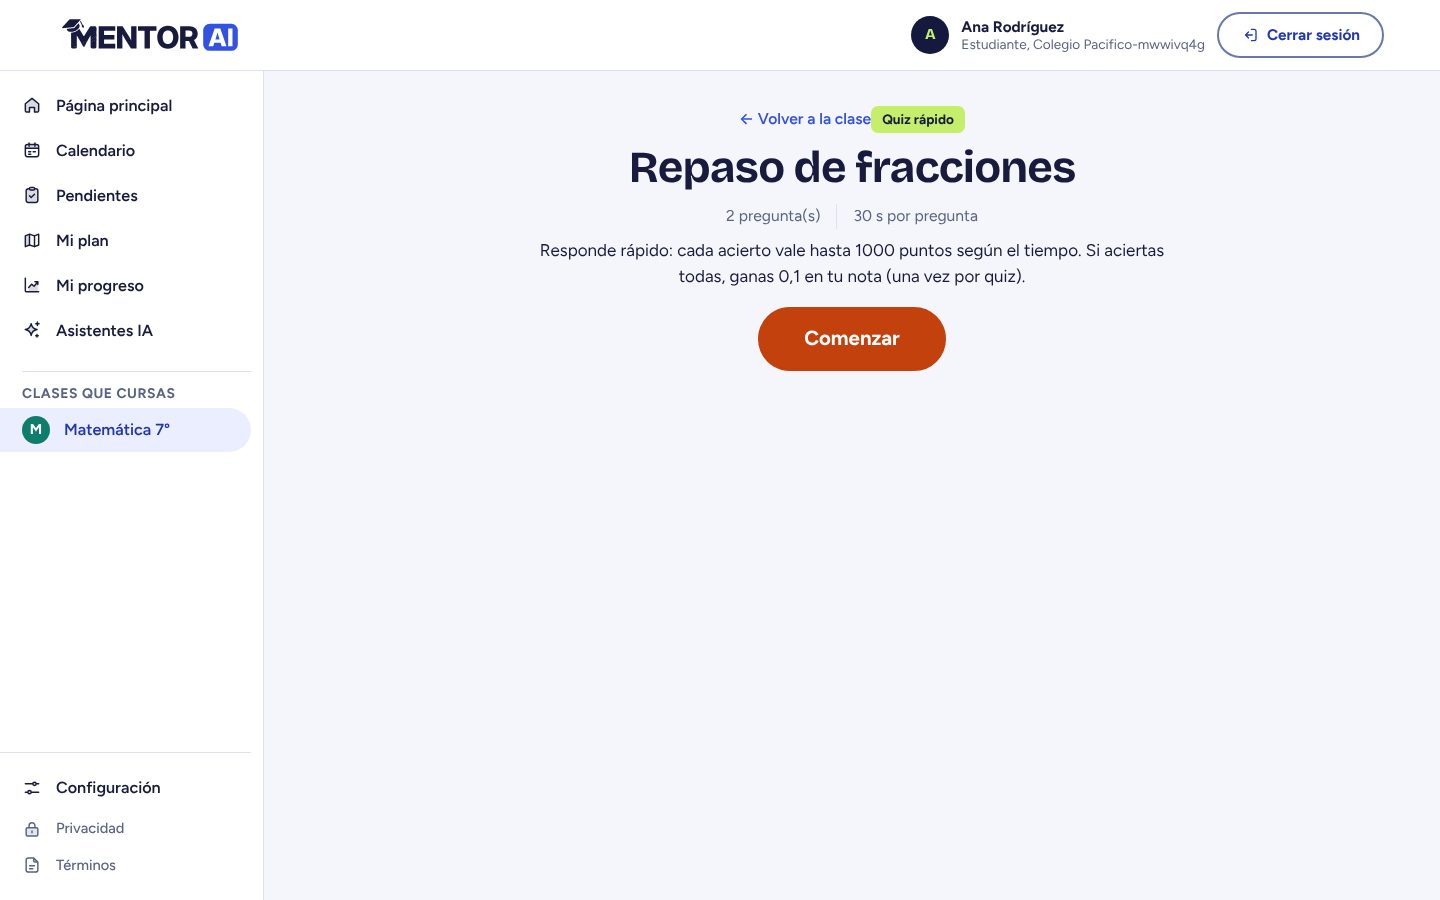 MENTOR AI
A
Ana Rodríguez
Estudiante, Colegio Pacifico-mwwivq4g
Cerrar sesión
Página principal
Calendario
Pendientes
Mi plan
Mi progreso
Asistentes IA
CLASES QUE CURSAS
M
Matemática 7°
Configuración
Privacidad
Términos
← Volver a la clase
Quiz rápido
Repaso de fracciones
2 pregunta(s)
30 s por pregunta
Responde rápido: cada acierto vale hasta 1000 puntos según el tiempo. Si aciertas
todas, ganas 0,1 en tu nota (una vez por quiz).
Comenzar